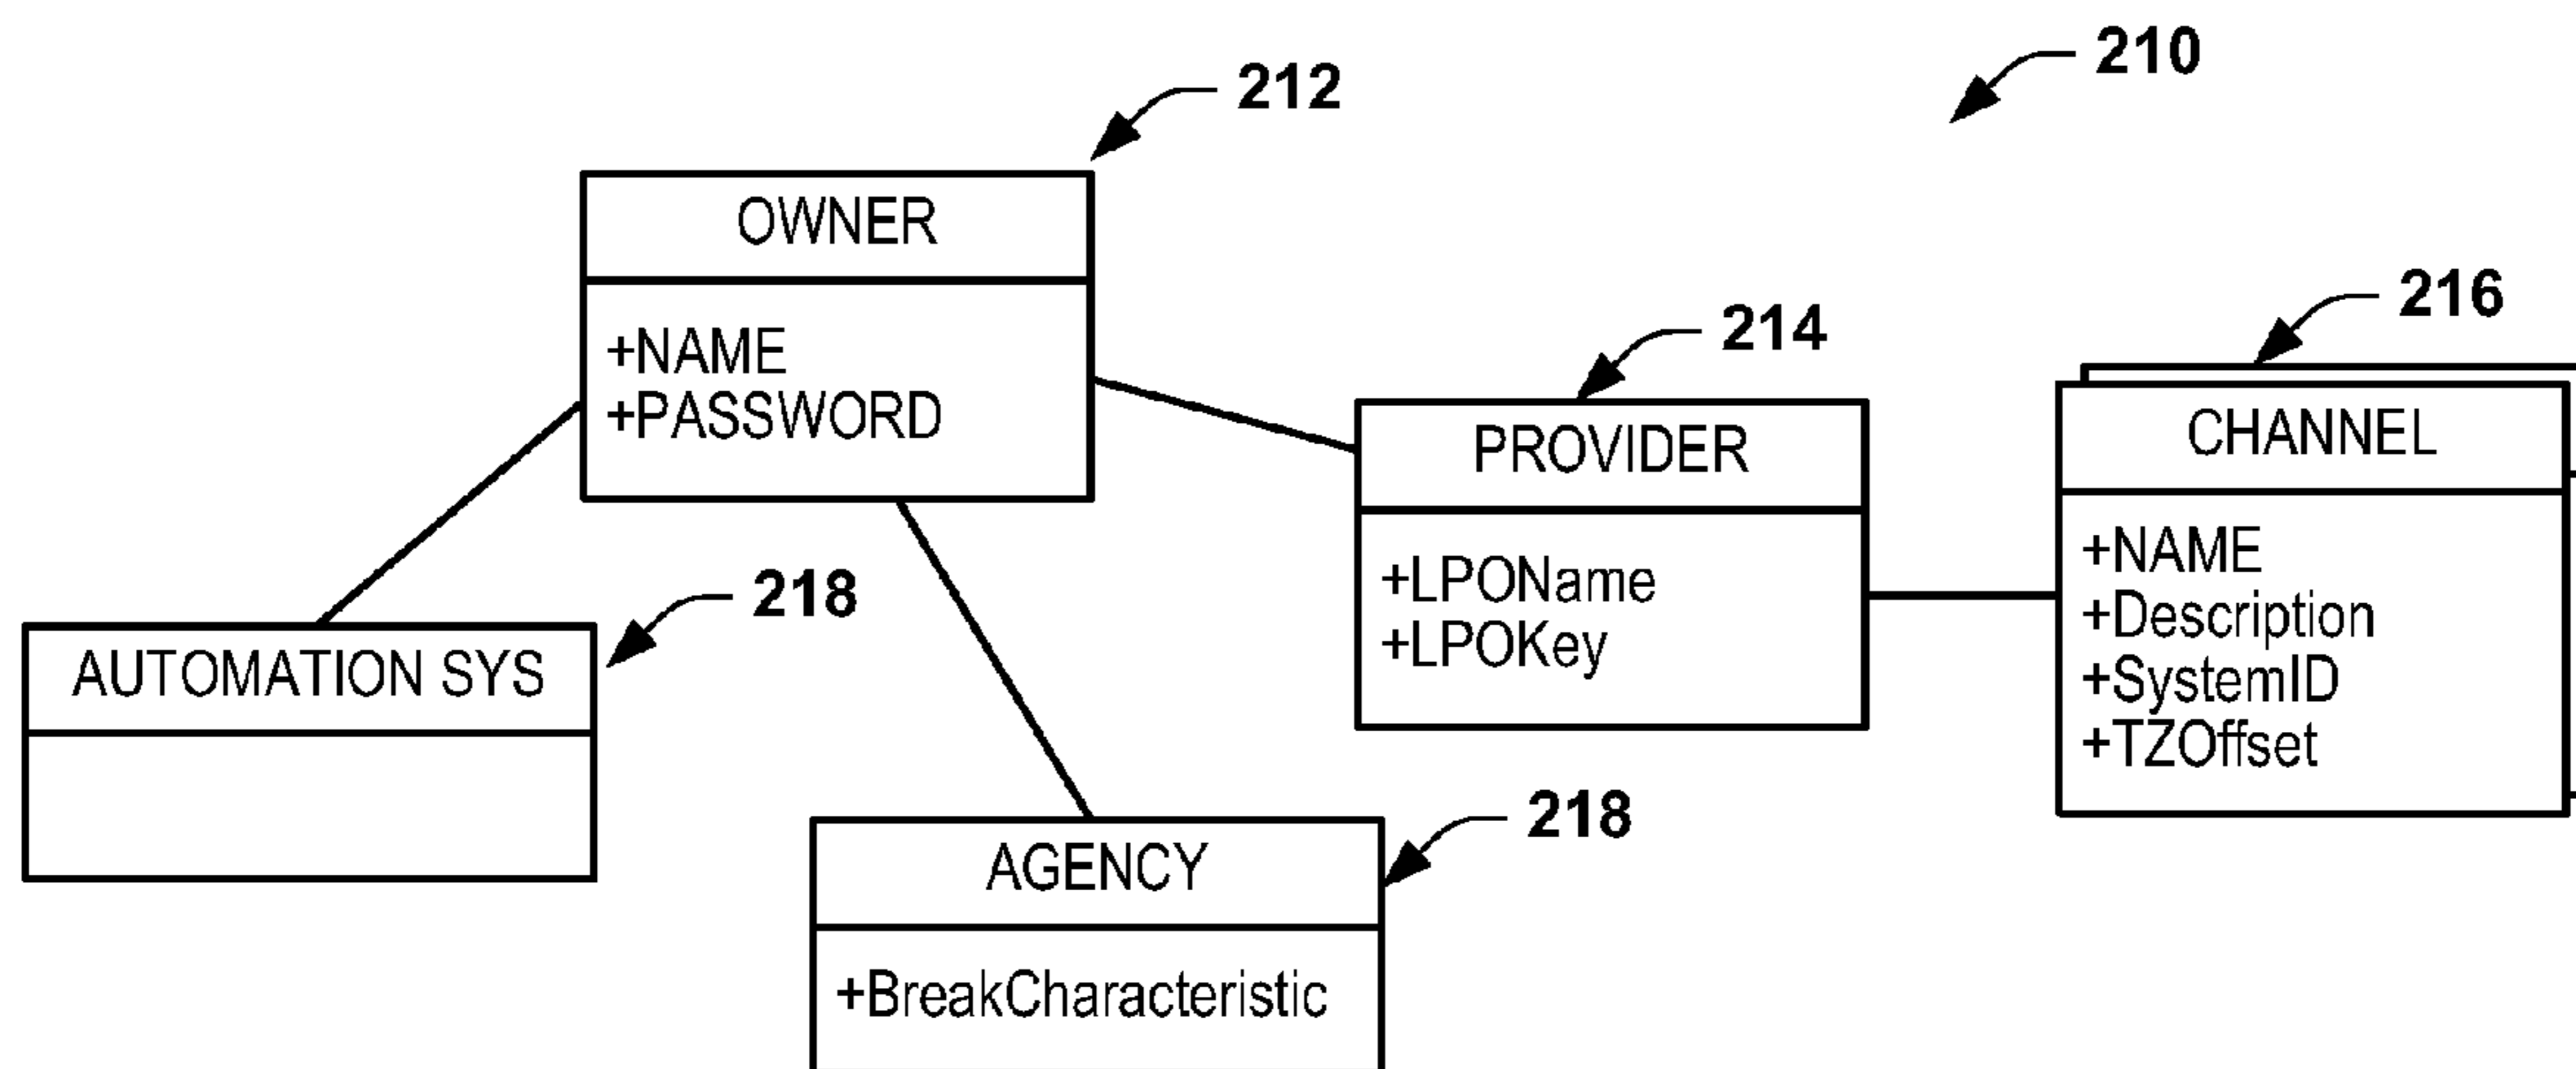 210
212
OWNER
+NAME
+PASSWORD
214
PROVIDER
+LPOName
+LPOKey
216
CHANNEL
+NAME
+Description
+SystemID
+TZOffset
218
AUTOMATION SYS
218
AGENCY
+BreakCharacteristic